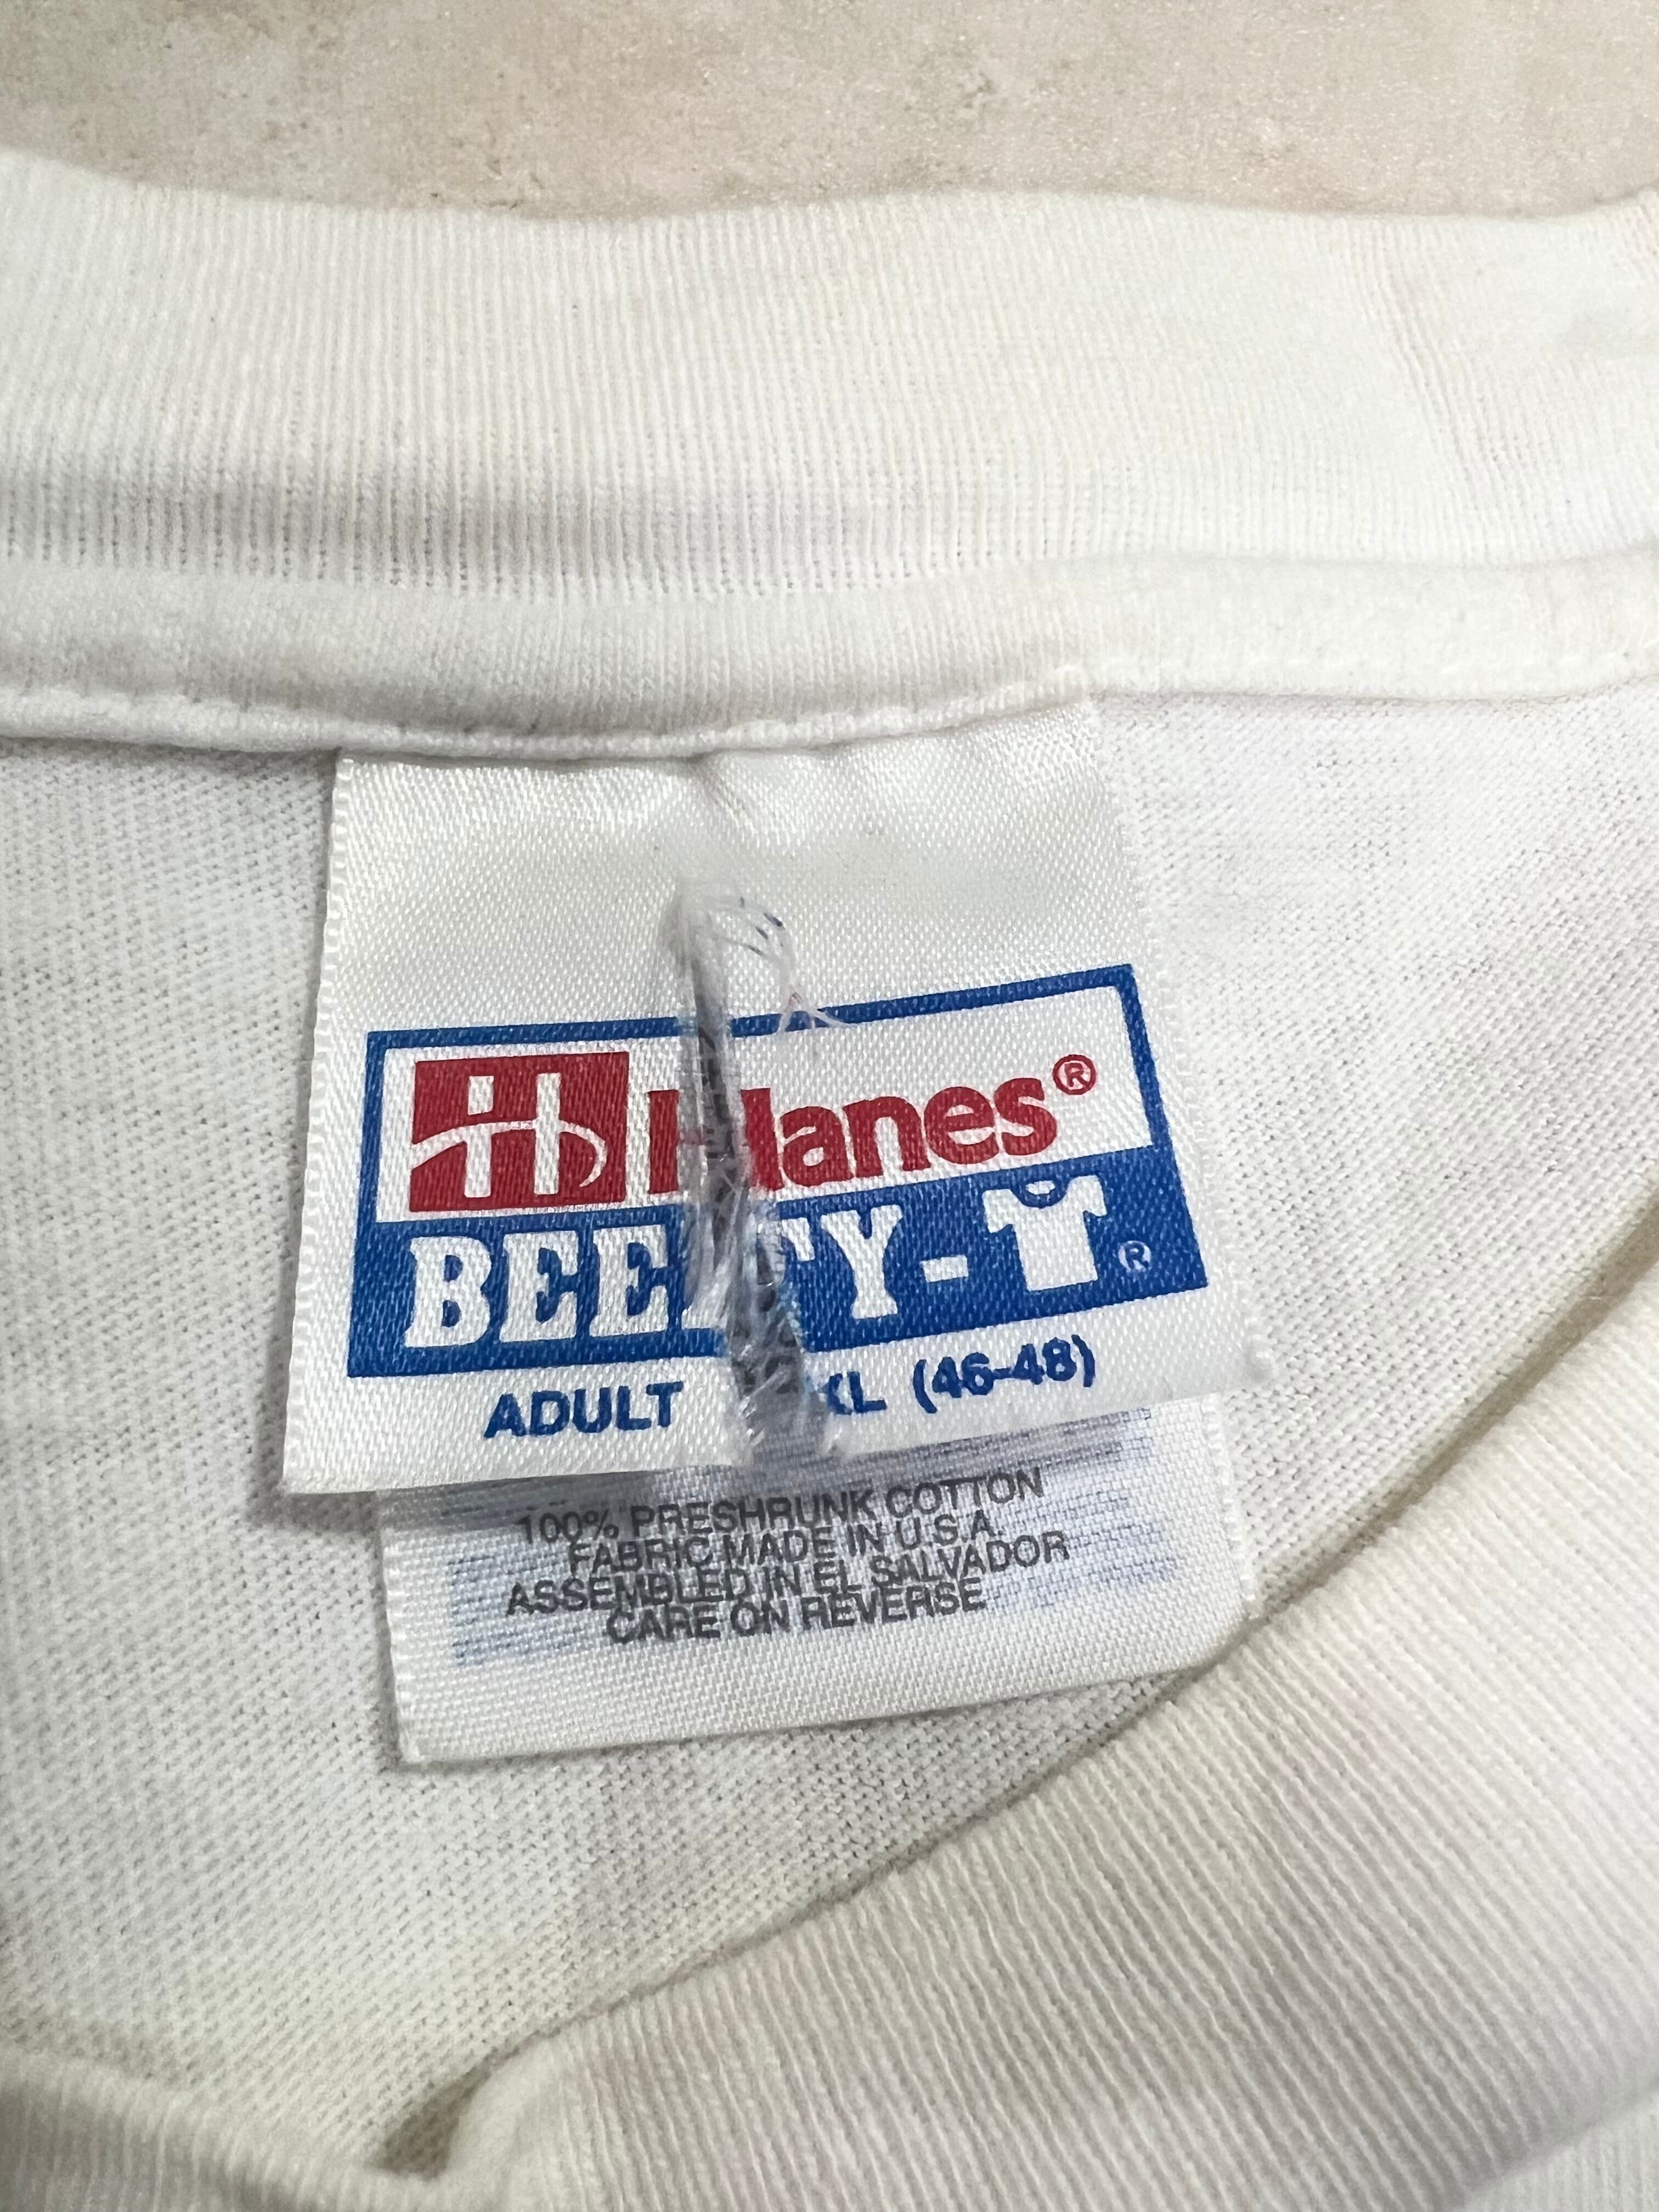 Hanes®
BEEFY-T®
ADULT XL (46-48)
100% PRESHRUNK COTTON
FABRIC MADE IN U.S.A.
ASSEMBLED IN EL SALVADOR
CARE ON REVERSE